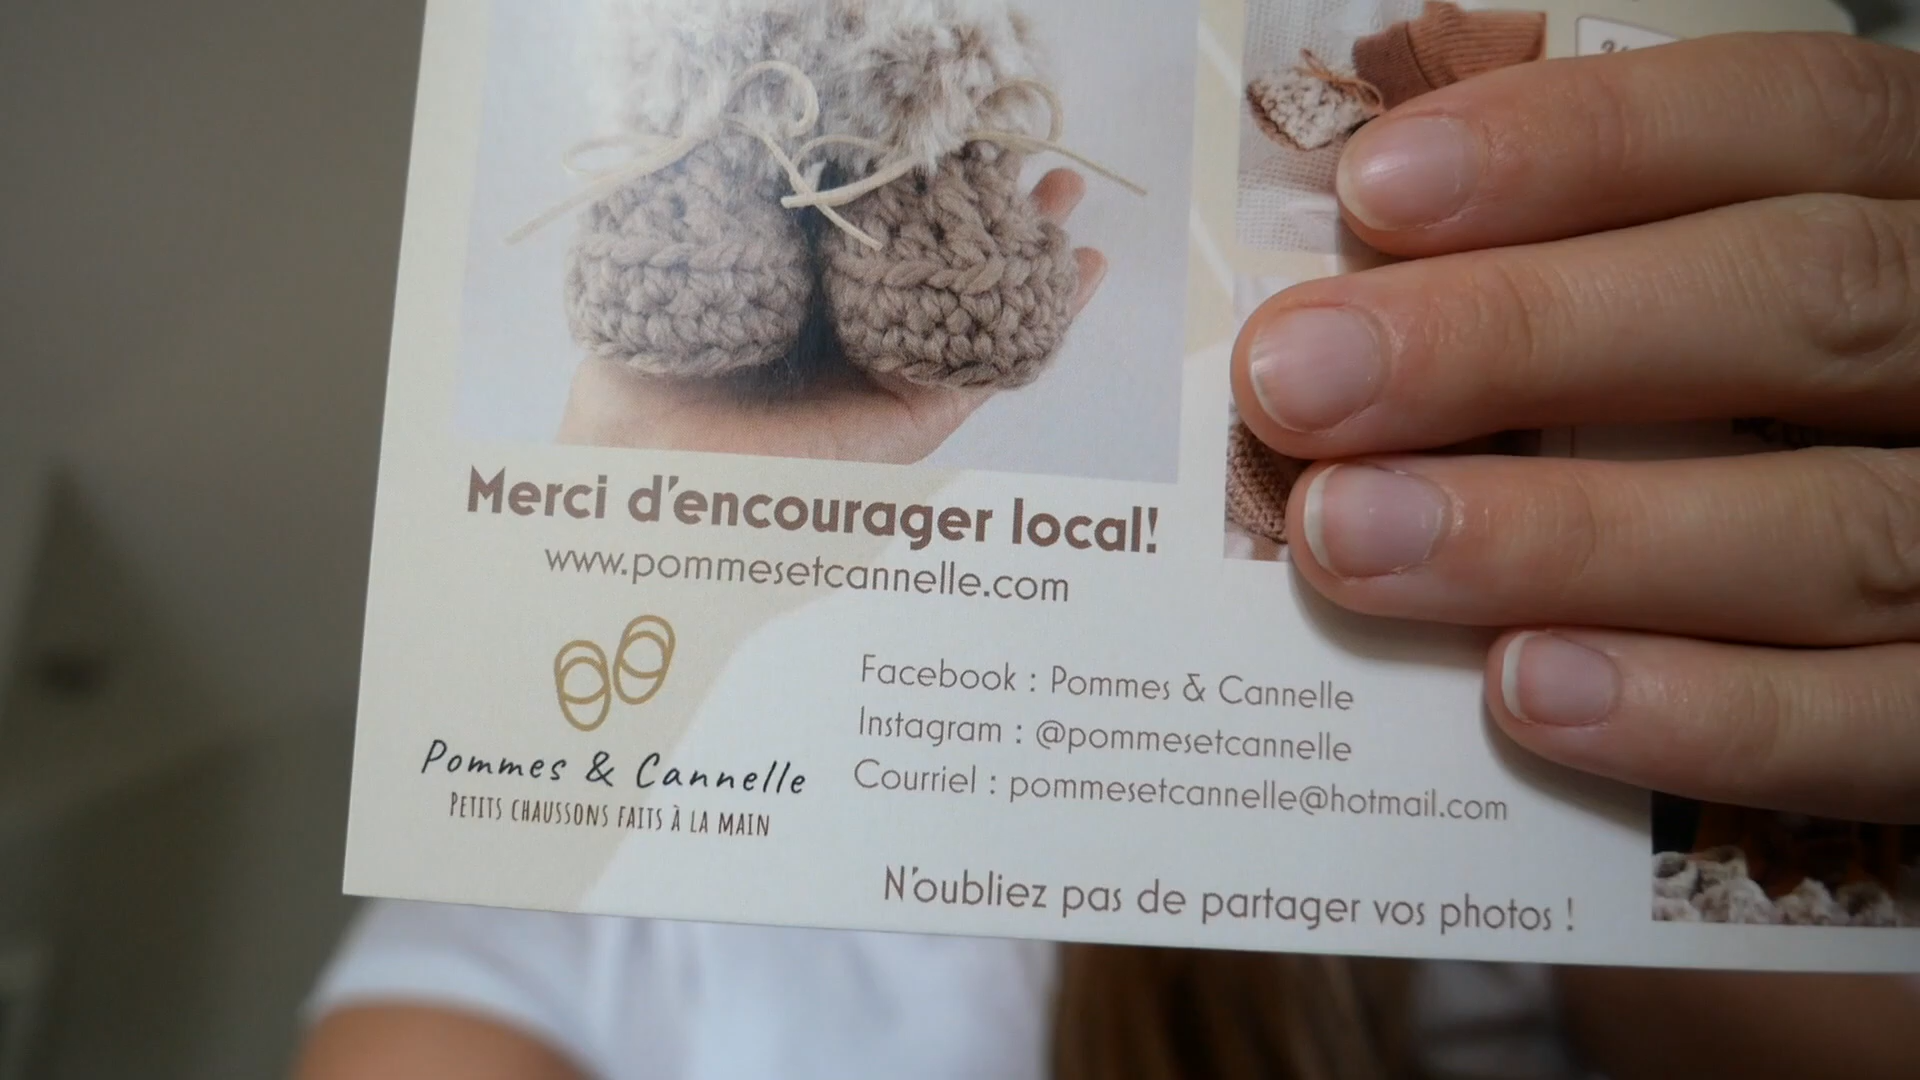 Merci d'encourager local!
www.pommesetcannelle.com
Pommes & Cannelle
Petits chaussons faits à la main
Facebook : Pommes & Cannelle
Instagram : @pommesetcannelle
Courriel : pommesetcannelle@hotmail.com
N'oubliez pas de partager vos photos !